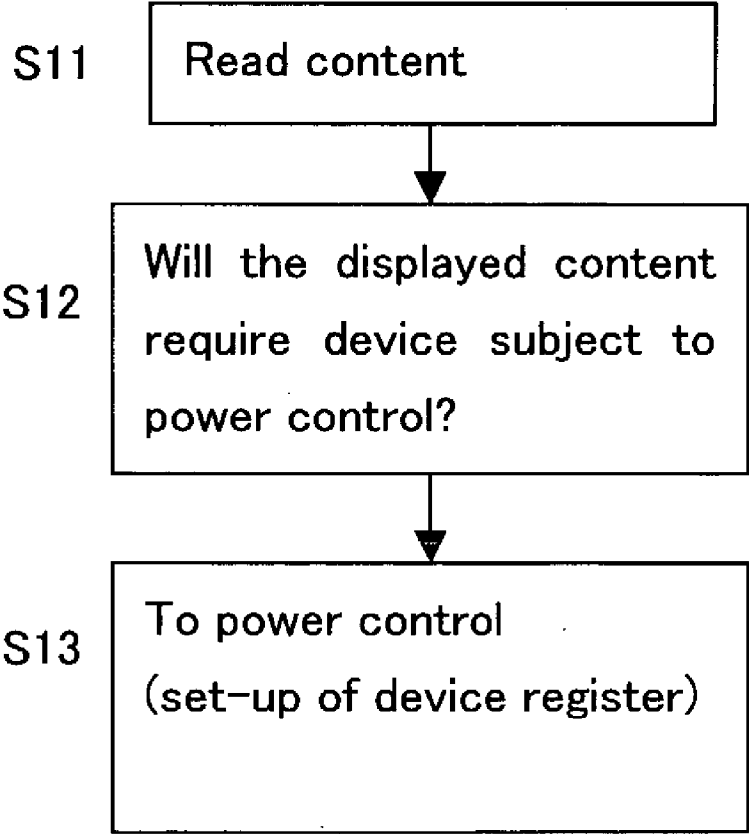 S11
Read content
S12
Will the displayed content
require device subject to
power control?
S13
To power control
(set-up of device register)